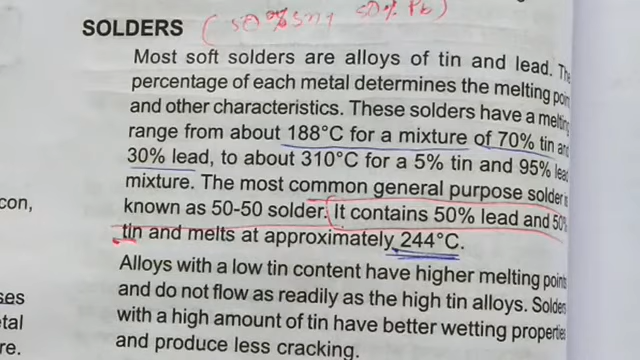 SOLDERS (50%Sn+ 50% Pb)
Most soft solders are alloys of tin and lead. The
percentage of each metal determines the melting point
and other characteristics. These solders have a melting
range from about 188°C for a mixture of 70% tin and
30% lead, to about 310°C for a 5% tin and 95% lead
mixture. The most common general purpose solder is
known as 50-50 solder. It contains 50% lead and 50%
tin and melts at approximately 244°C.
Alloys with a low tin content have higher melting points
and do not flow as readily as the high tin alloys. Solders
with a high amount of tin have better wetting properties
and produce less cracking.
con,
ses
tal
re.